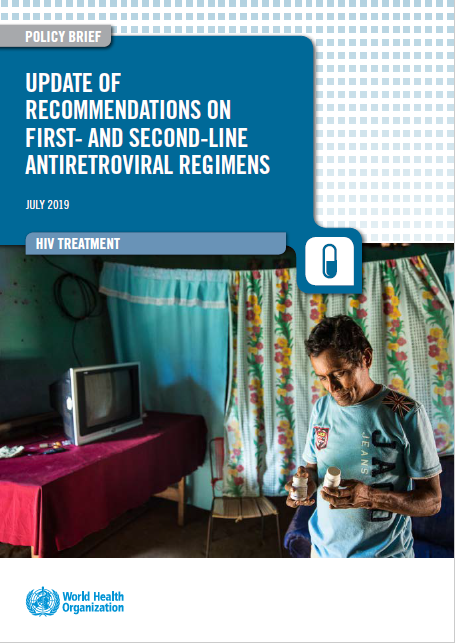 POLICY BRIEF
UPDATE OF
RECOMMENDATIONS ON
FIRST- AND SECOND-LINE
ANTIRETROVIRAL REGIMENS
JULY 2019
HIV TREATMENT
JEANS
World Health
Organization